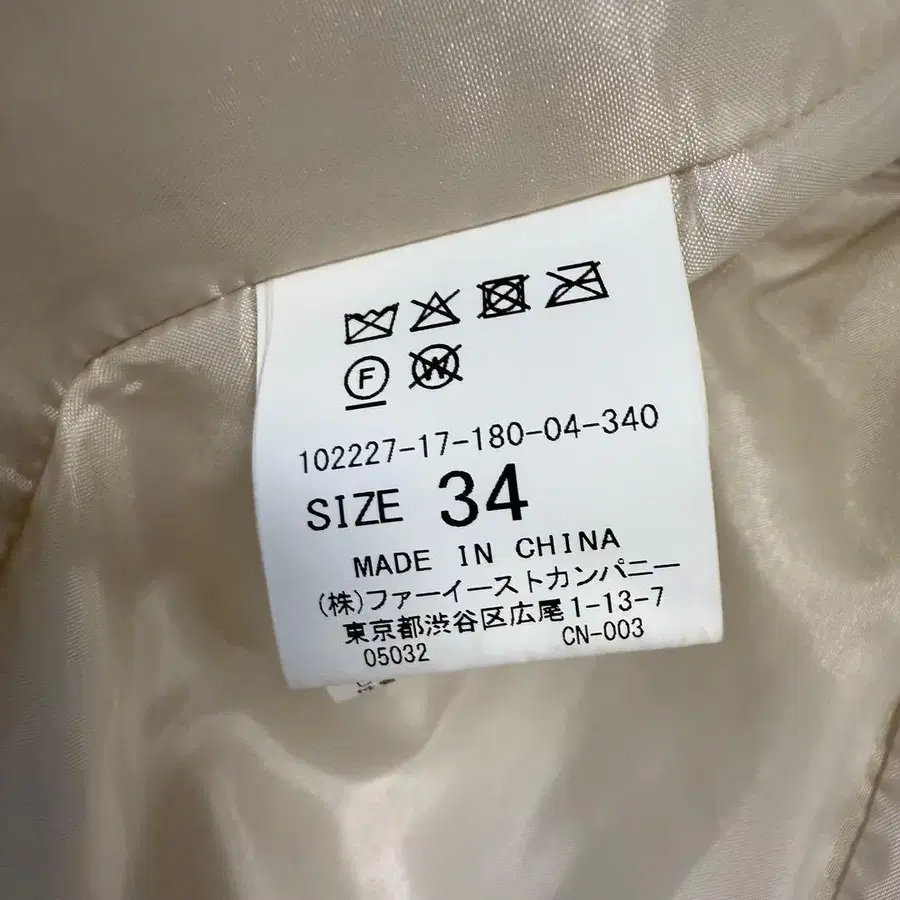 F W
102227-17-180-04-340
SIZE 34
MADE IN CHINA
(株)ファーイーストカンパニー
東京都渋谷区広尾1-13-7
05032 CN-003